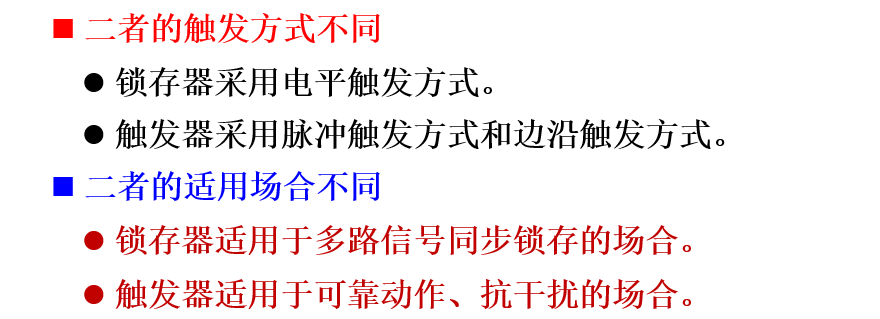 ■ 二者的触发方式不同
● 锁存器采用电平触发方式。
● 触发器采用脉冲触发方式和边沿触发方式。
■ 二者的适用场合不同
● 锁存器适用于多路信号同步锁存的场合。
● 触发器适用于可靠动作、抗干扰的场合。